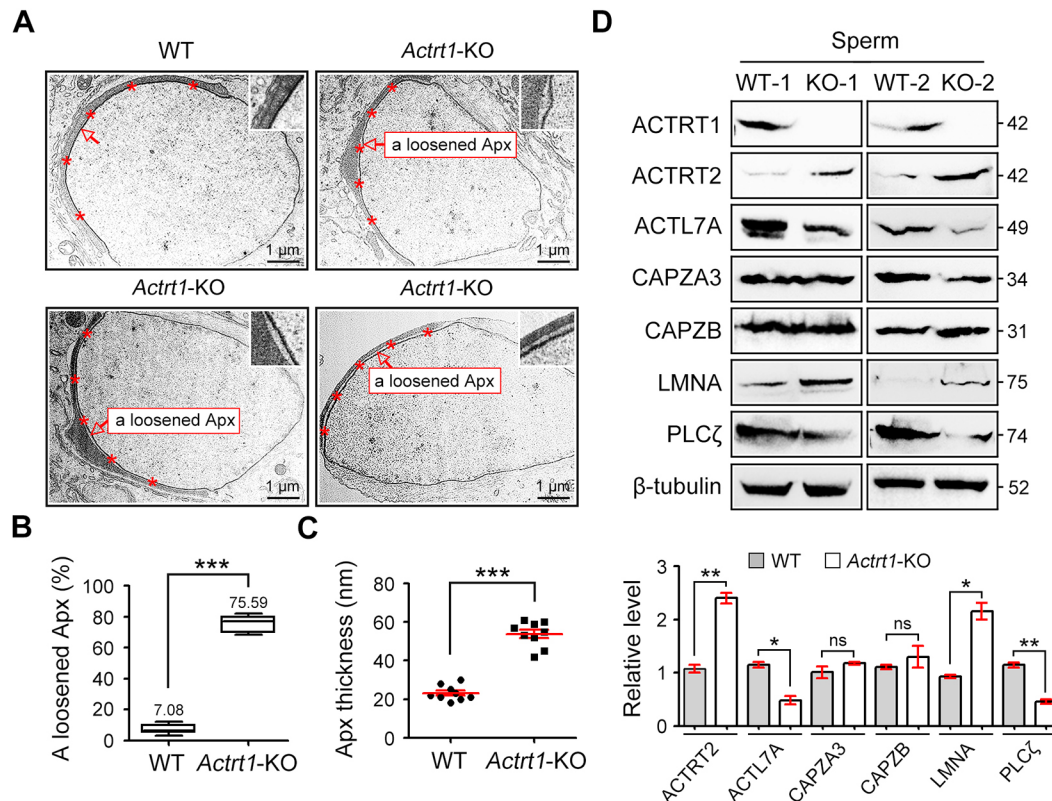 A
WT
Actrt1-KO
a loosened Apx
1 μm
1 μm
Actrt1-KO
Actrt1-KO
a loosened Apx
a loosened Apx
1 μm
1 μm
B
A loosened Apx (%)
100
80
60
40
20
0
***
7.08
75.59
WT
Actrt1-KO
C
Apx thickness (nm)
80
60
40
20
0
***
WT
Actrt1-KO
D
Sperm
WT-1 KO-1 WT-2 KO-2
ACTRT1 42
ACTRT2 42
ACTL7A 49
CAPZA3 34
CAPZB 31
LMNA 75
PLCζ 74
β-tubulin 52
WT Actrt1-KO
Relative level
3
2
1
0
**
*
ns
ns
*
**
ACTRT2
ACTL7A
CAPZA3
CAPZB
LMNA
PLCζ